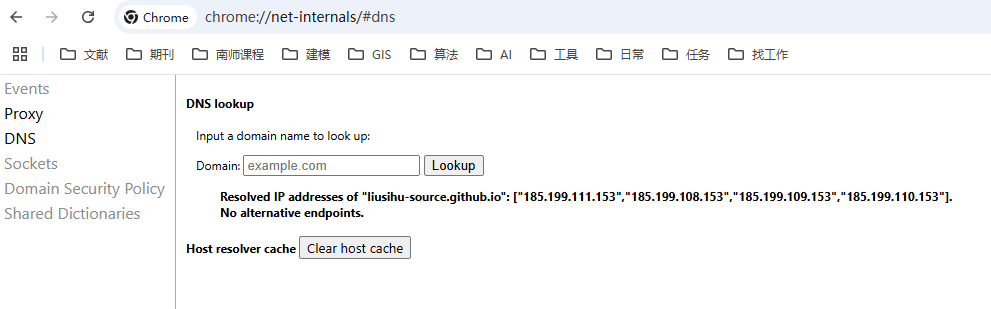 Chrome chrome://net-internals/#dns
文献 期刊 南师课程 建模 GIS 算法 AI 工具 日常 任务 找工作
Events
Proxy
DNS
Sockets
Domain Security Policy
Shared Dictionaries
DNS lookup
Input a domain name to look up:
Domain: example.com Lookup
Resolved IP addresses of "liusihu-source.github.io": ["185.199.111.153","185.199.108.153","185.199.109.153","185.199.110.153"].
No alternative endpoints.
Host resolver cache Clear host cache